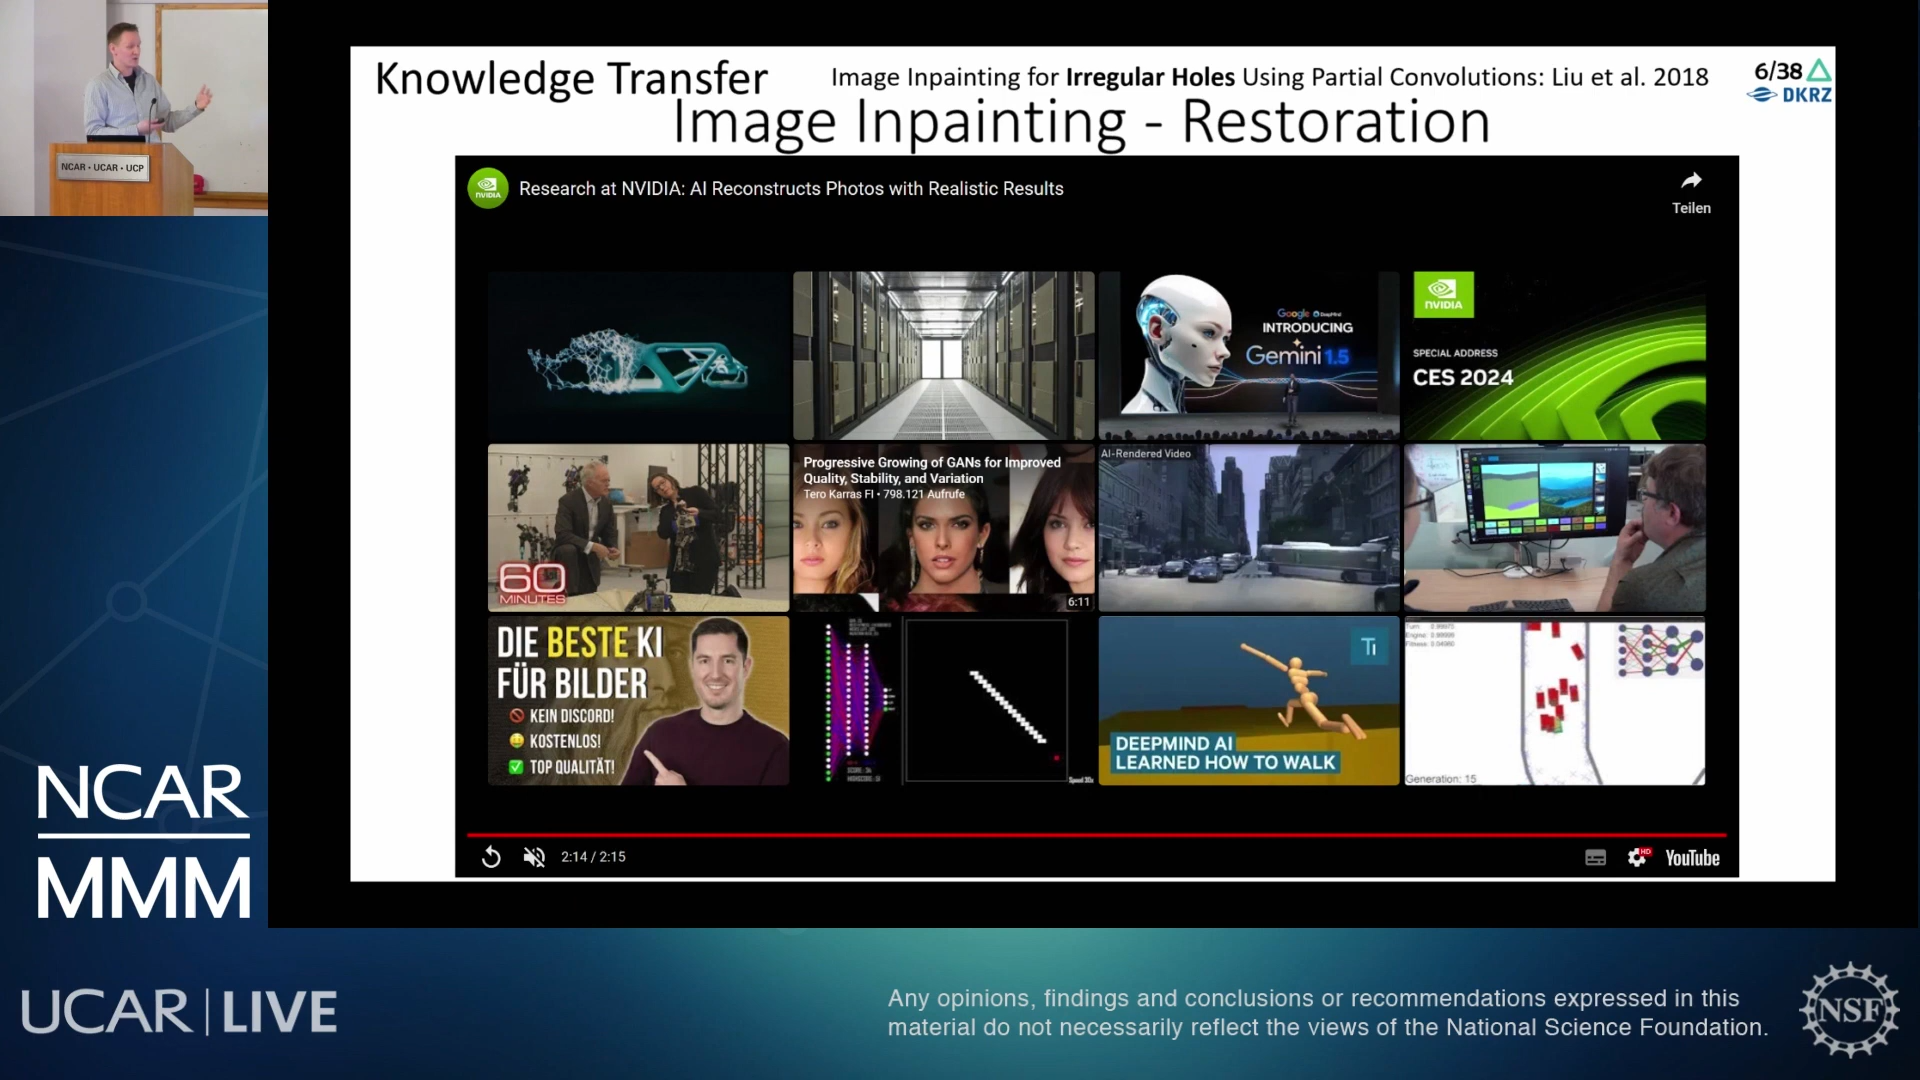 NCAR • UCAR • UCP
Knowledge Transfer
Image Inpainting for Irregular Holes Using Partial Convolutions: Liu et al. 2018
6/38
DKRZ
Image Inpainting - Restoration
NVIDIA
Research at NVIDIA: AI Reconstructs Photos with Realistic Results
Teilen
Google DeepMind
INTRODUCING
Gemini 1.5
NVIDIA
SPECIAL ADDRESS
CES 2024
60
MINUTES
Progressive Growing of GANs for Improved
Quality, Stability, and Variation
Tero Karras FI • 798.121 Aufrufe
6:11
AI-Rendered Video
DIE BESTE KI
FÜR BILDER
KEIN DISCORD!
KOSTENLOS!
TOP QUALITÄT!
Ti
DEEPMIND AI
LEARNED HOW TO WALK
Generation: 15
2:14 / 2:15
HD
YouTube
NCAR
MMM
UCAR | LIVE
Any opinions, findings and conclusions or recommendations expressed in this
material do not necessarily reflect the views of the National Science Foundation.
NSF